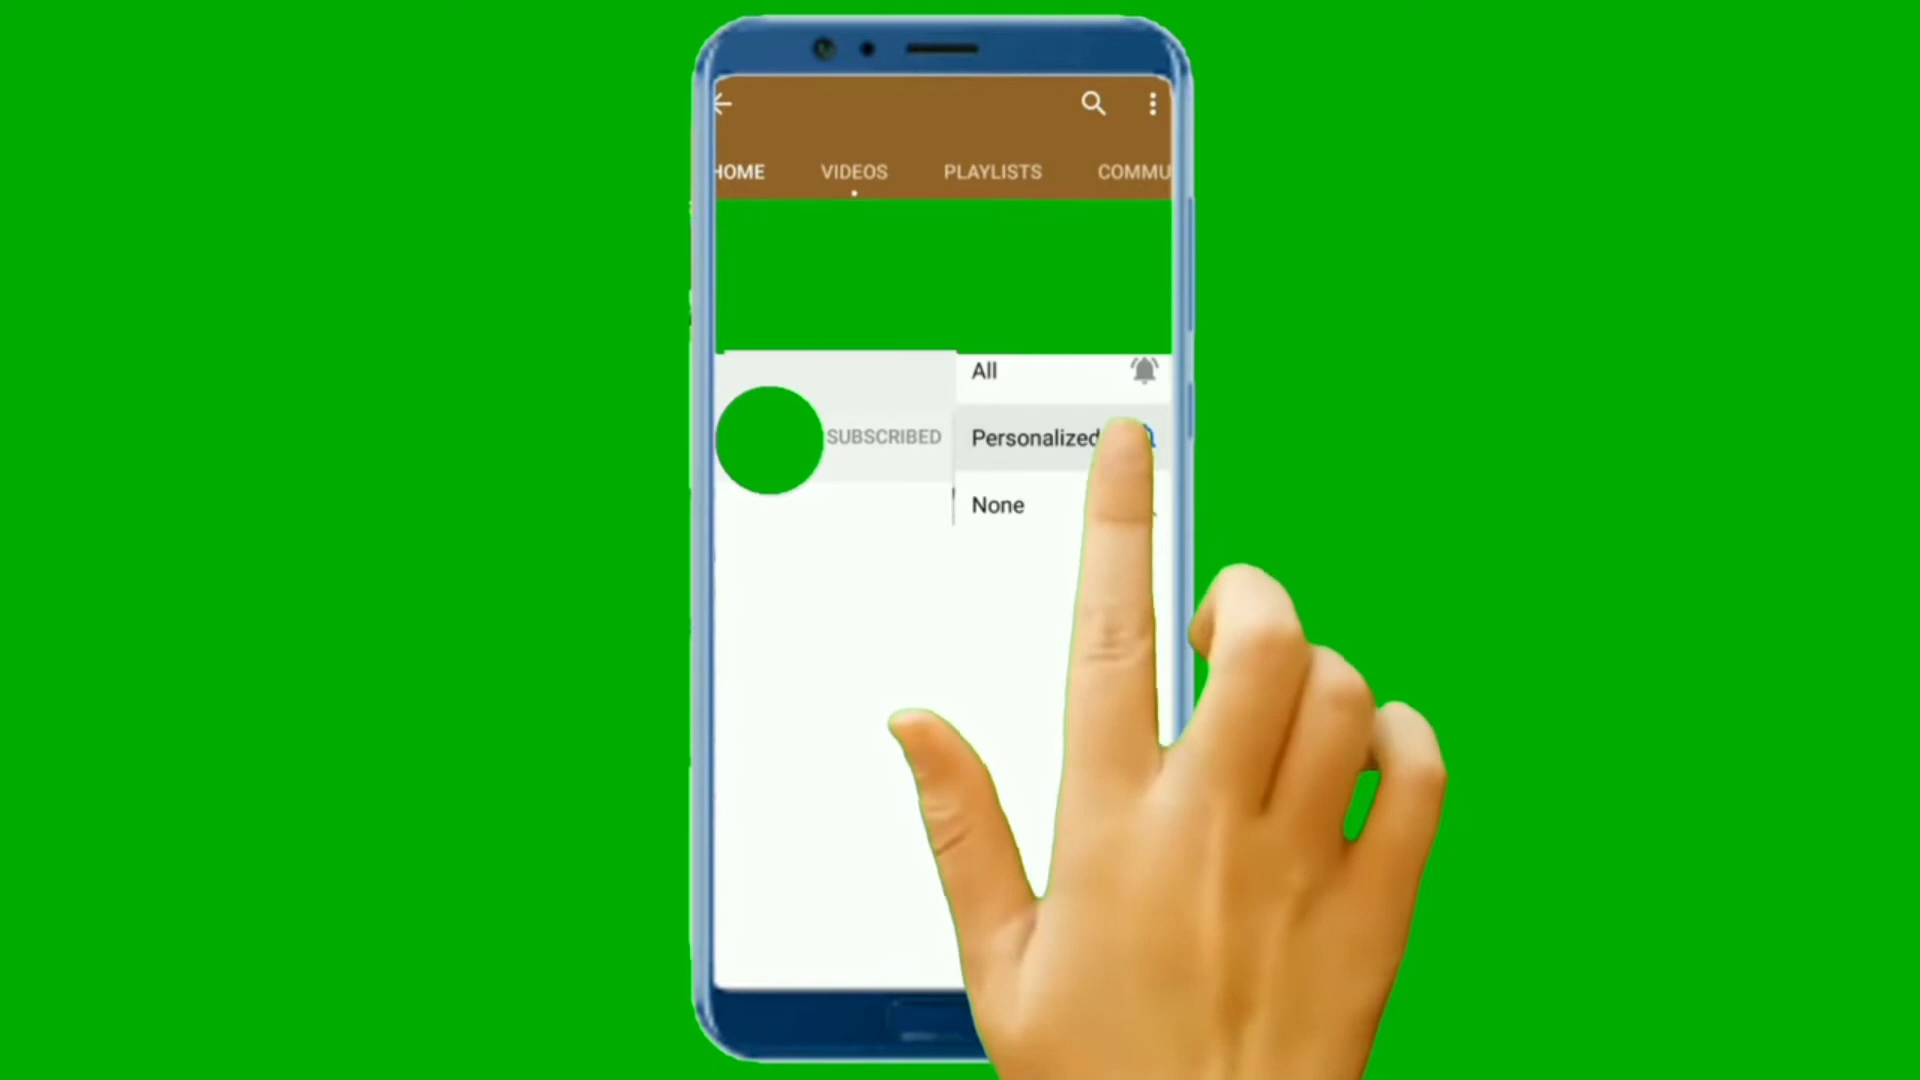 HOME VIDEOS PLAYLISTS COMMU
All
SUBSCRIBED
Personalized
None